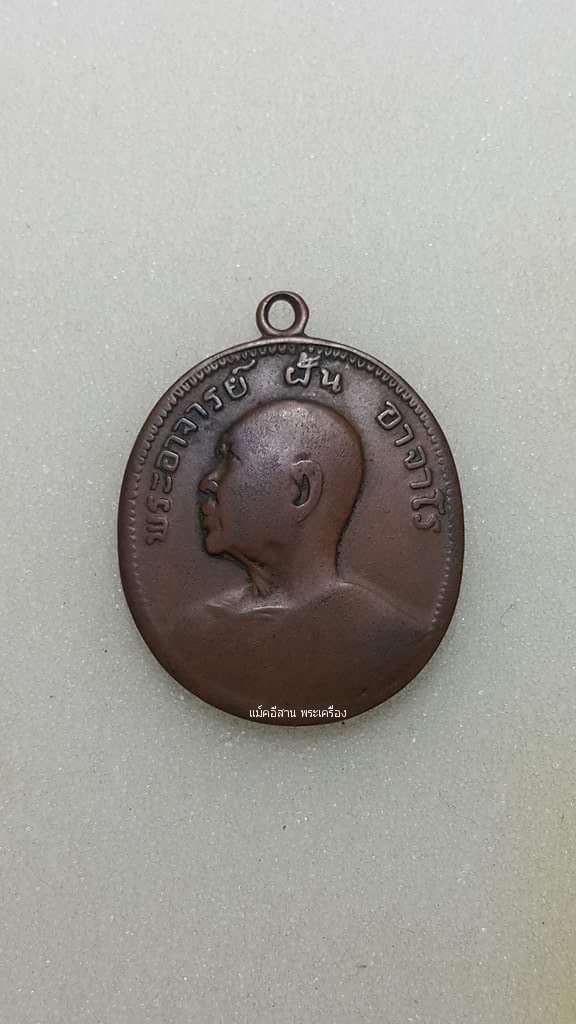 พระอาจารย์ ฝั้น อาจาโร
แม็คอีสาน พระเครื่อง